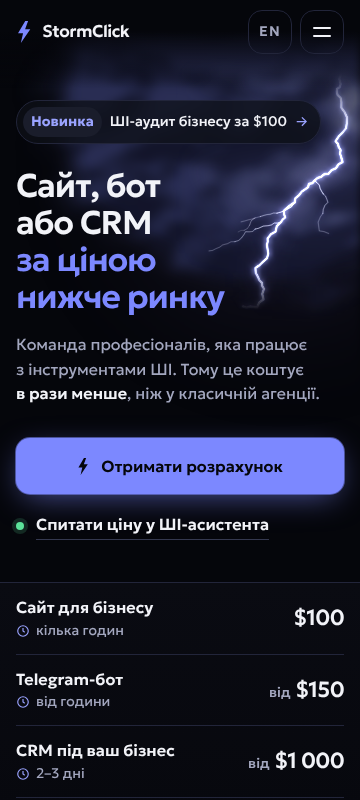 StormClick
EN
Новинка ШІ-аудит бізнесу за $100 →
Сайт, бот
або CRM
за ціною
нижче ринку
Команда професіоналів, яка працює
з інструментами ШІ. Тому це коштує
в рази менше, ніж у класичній агенції.
Отримати розрахунок
Спитати ціну у ШІ-асистента
Сайт для бізнесу
$100
кілька годин
Telegram-бот
від $150
від години
CRM під ваш бізнес
від $1 000
2–3 дні